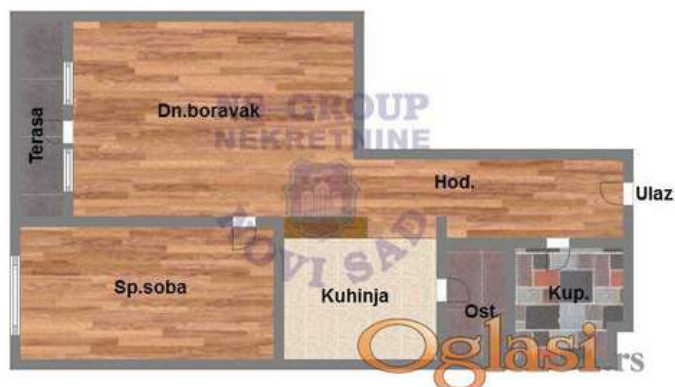 Terasa
Dn.boravak
NS-GROUP
NEKRETNINE
NOVI SAD
Hod.
Ulaz
Sp.soba
Kuhinja
Ost.
Kup.
Oglasi.rs